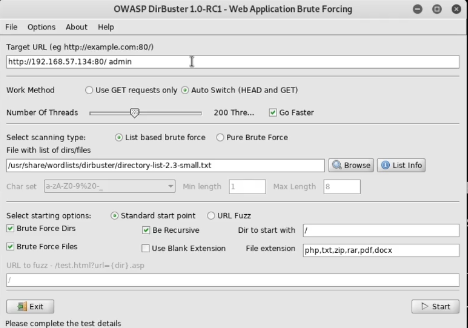 OWASP DirBuster 1.0-RC1 - Web Application Brute Forcing
File Options About Help
Target URL (eg http://example.com:80/)
http://192.168.57.134:80/ admin
Work Method Use GET requests only Auto Switch (HEAD and GET)
Number Of Threads 200 Thre... Go Faster
Select scanning type: List based brute force Pure Brute Force
File with list of dirs/files
/usr/share/wordlists/dirbuster/directory-list-2.3-small.txt Browse List Info
Char set a-zA-Z0-9%20-_ Min length 1 Max Length 8
Select starting options: Standard start point URL Fuzz
Brute Force Dirs Be Recursive Dir to start with /
Brute Force Files Use Blank Extension File extension php,txt,zip,rar,pdf,docx
URL to fuzz - /test.html?url={dir}.asp
/
Exit Start
Please complete the test details